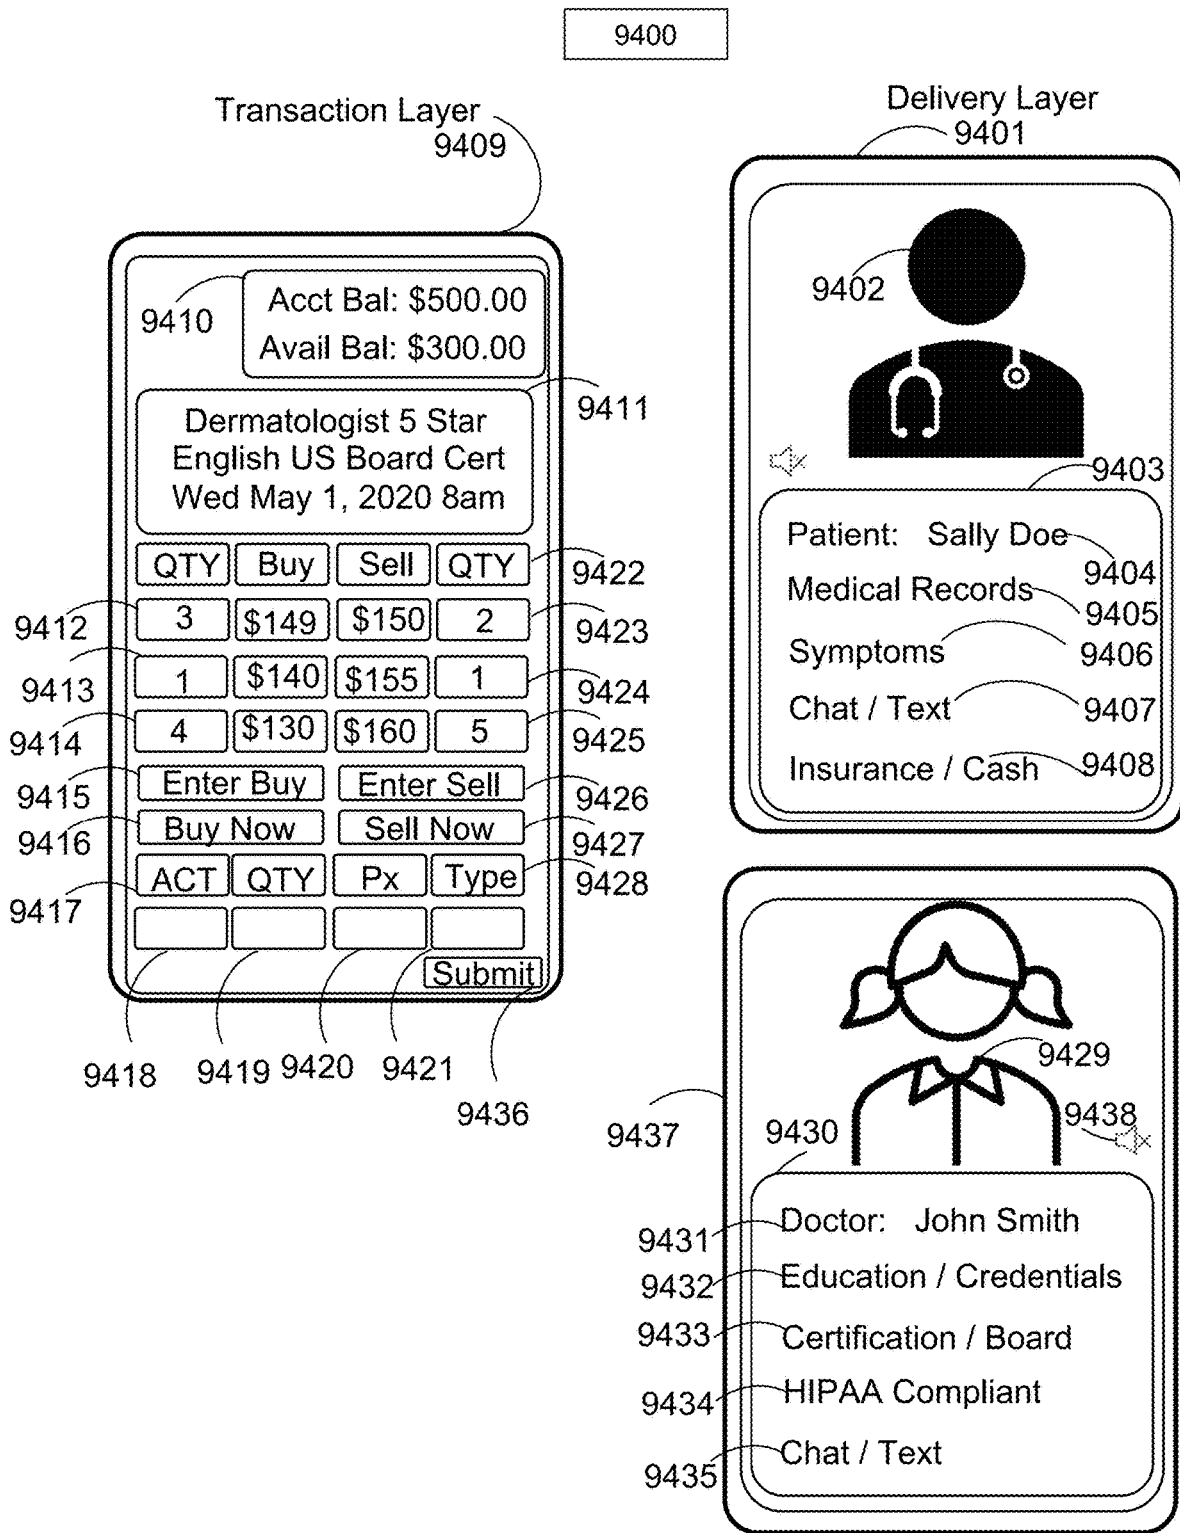 9400
Transaction Layer
9409
Delivery Layer
9401
9410
Acct Bal: $500.00
Avail Bal: $300.00
9411
Dermatologist 5 Star
English US Board Cert
Wed May 1, 2020 8am
QTY Buy Sell QTY 9422
9412 3 $149 $150 2 9423
9413 1 $140 $155 1 9424
9414 4 $130 $160 5 9425
9415 Enter Buy Enter Sell 9426
9416 Buy Now Sell Now 9427
9417 ACT QTY Px Type 9428
Submit
9418 9419 9420 9421
9436
9402
9403
Patient: Sally Doe 9404
Medical Records 9405
Symptoms 9406
Chat / Text 9407
Insurance / Cash 9408
9429
9437 9430 9438
9431 Doctor: John Smith
9432 Education / Credentials
9433 Certification / Board
9434 HIPAA Compliant
9435 Chat / Text